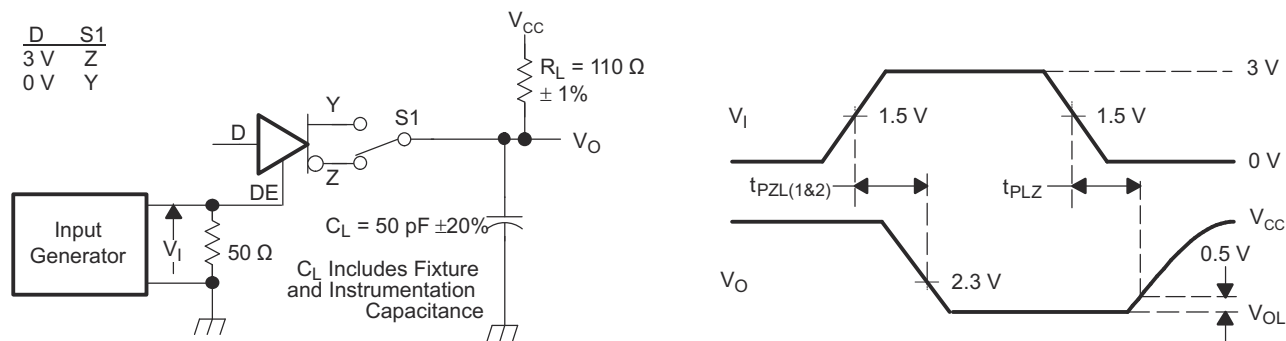 D S1
3 V Z
0 V Y
V_CC
R_L = 110 Ω
± 1%
Y
S1
D
V_O
Z
DE
Input
Generator
V_I
50 Ω
C_L = 50 pF ±20%
C_L Includes Fixture
and Instrumentation
Capacitance
3 V
V_I
1.5 V
1.5 V
0 V
t_PZL(1&2)
t_PLZ
V_CC
0.5 V
V_O
2.3 V
V_OL